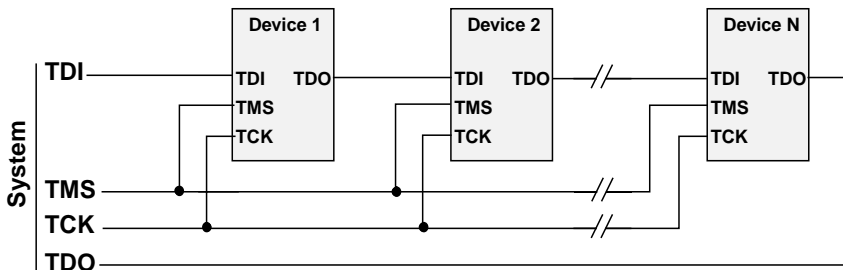 Device 1
Device 2
Device N
TDI
TDI TDO
TDI TDO
TDI TDO
TMS
TMS
TMS
TCK
TCK
TCK
System
TMS
TCK
TDO